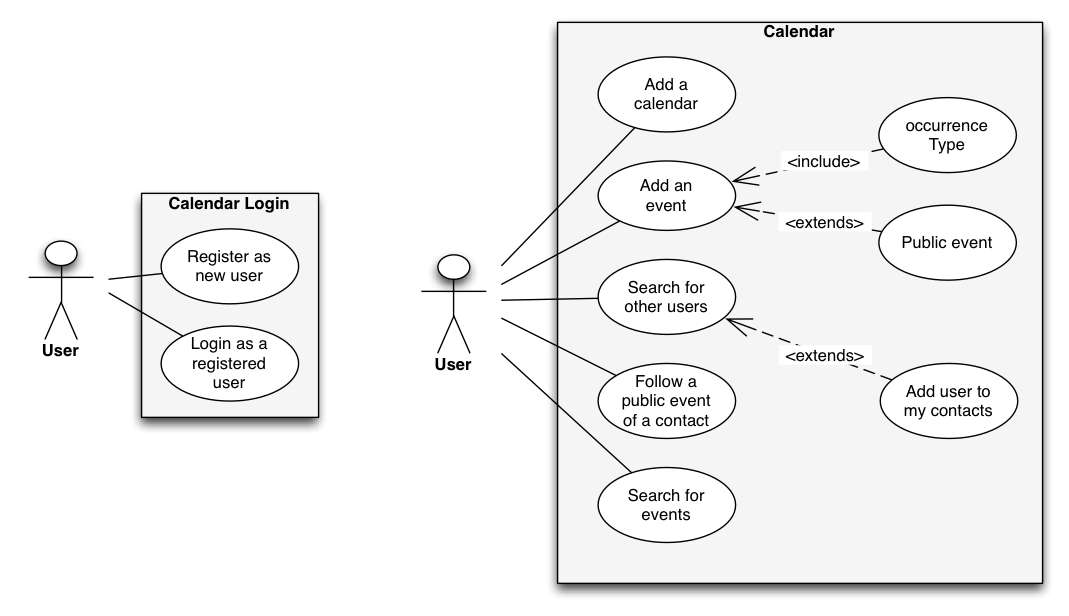 Calendar Login
Register as
new user
Login as a
registered
user
User
Calendar
Add a
calendar
occurrence
Type
<include>
Add an
event
<extends>
Public event
Search for
other users
User
<extends>
Follow a
public event
of a contact
Add user to
my contacts
Search for
events